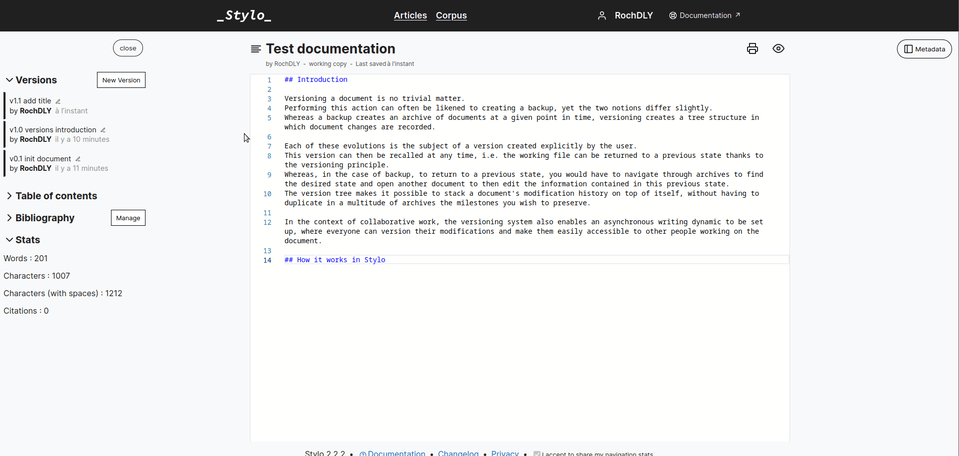 _Stylo_
Articles Corpus
RochDLY
Documentation ↗
close
Versions
New Version
v1.1 add title
by RochDLY à l'instant
v1.0 versions introduction
by RochDLY il y a 10 minutes
v0.1 init document
by RochDLY il y a 11 minutes
Table of contents
Bibliography
Manage
Stats
Words : 201
Characters : 1007
Characters (with spaces) : 1212
Citations : 0
Test documentation
by RochDLY - working copy - Last saved à l'instant
1 ## Introduction
2
3 Versioning a document is no trivial matter.
4 Performing this action can often be likened to creating a backup, yet the two notions differ slightly.
5 Whereas a backup creates an archive of documents at a given point in time, versioning creates a tree structure in
which document changes are recorded.
6
7 Each of these evolutions is the subject of a version created explicitly by the user.
8 This version can then be recalled at any time, i.e. the working file can be returned to a previous state thanks to
the versioning principle.
9 Whereas, in the case of backup, to return to a previous state, you would have to navigate through archives to find
the desired state and open another document to then edit the information contained in this previous state.
10 The version tree makes it possible to stack a document's modification history on top of itself, without having to
duplicate in a multitude of archives the milestones you wish to preserve.
11
12 In the context of collaborative work, the versioning system also enables an asynchronous writing dynamic to be set
up, where everyone can version their modifications and make them easily accessible to other people working on the
document.
13
14 ## How it works in Stylo
Metadata
Stylo 2.2.2 • Documentation • Changelog • Privacy • I accept to share my navigation stats